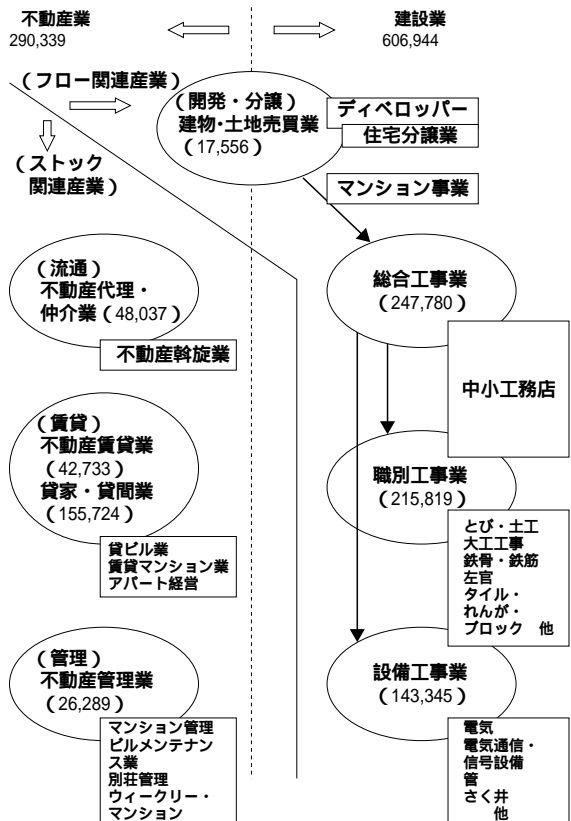 不動産業
290,339
建設業
606,944
（フロー関連産業）
（ストック
関連産業）
（開発・分譲）
建物・土地売買業
（17,556）
ディベロッパー
住宅分譲業
マンション事業
（流通）
不動産代理・
仲介業（48,037）
不動産斡旋業
総合工事業
（247,780）
中小工務店
（賃貸）
不動産賃貸業
（42,733）
貸家・貸間業
（155,724）
貸ビル業
賃貸マンション業
アパート経営
職別工事業
（215,819）
とび・土工
大工工事
鉄骨・鉄筋
左官
タイル・
れんが・
ブロック　他
（管理）
不動産管理業
（26,289）
マンション管理
ビルメンテナン
ス業
別荘管理
ウィークリー・
マンション
設備工事業
（143,345）
電気
電気通信・
信号設備
管
さく井
他